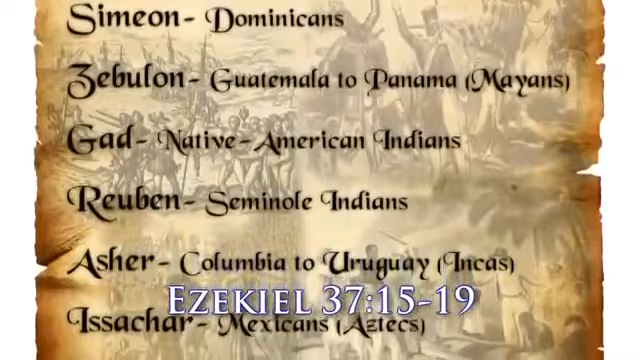 Simeon- Dominicans
Zebulon- Guatemala to Panama (Mayans)
Gad- Native-American Indians
Reuben- Seminole Indians
Asher- Columbia to Uruguay (Incas)
EZEKIEL 37:15-19
Issachar- Mexicans (Aztecs)